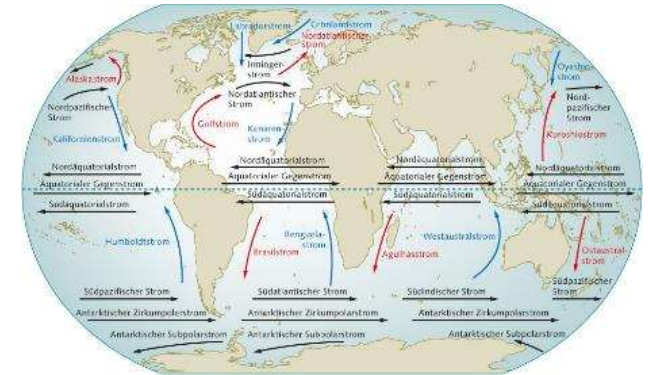 Labradorstrom
Grönlandstrom
Nordatlantischer
Strom
Irminger-
strom
Alaskastrom
Oyashio-
strom
Nordpazifischer
Strom
Nordatlantischer
Strom
Nord-
pazifischer
Strom
Golfstrom
Kanaren-
strom
Kalifornienstrom
Kuroshiostrom
Nordäquatorialstrom
Nordäquatorialstrom
Nordäquatorialstrom
Nordäquatorialstrom
Äquatorialer Gegenstrom
Äquatorialer Gegenstrom
Äquatorialer Gegenstrom
Äquatorialer Gegenstrom
Südäquatorialstrom
Südäquatorialstrom
Südäquatorialstrom
Südäquatorialstrom
Humboldtstrom
Brasilstrom
Benguela-
strom
Agulhasstrom
Westaustralstrom
Ostaustral-
strom
Südpazifischer Strom
Südatlantischer Strom
Südindischer Strom
Südpazifischer
Strom
Antarktischer Zirkumpolarstrom
Antarktischer Zirkumpolarstrom
Antarktischer Zirkumpolarstrom
Antarktischer Subpolarstrom
Antarktischer Subpolarstrom
Antarktischer Subpolarstrom